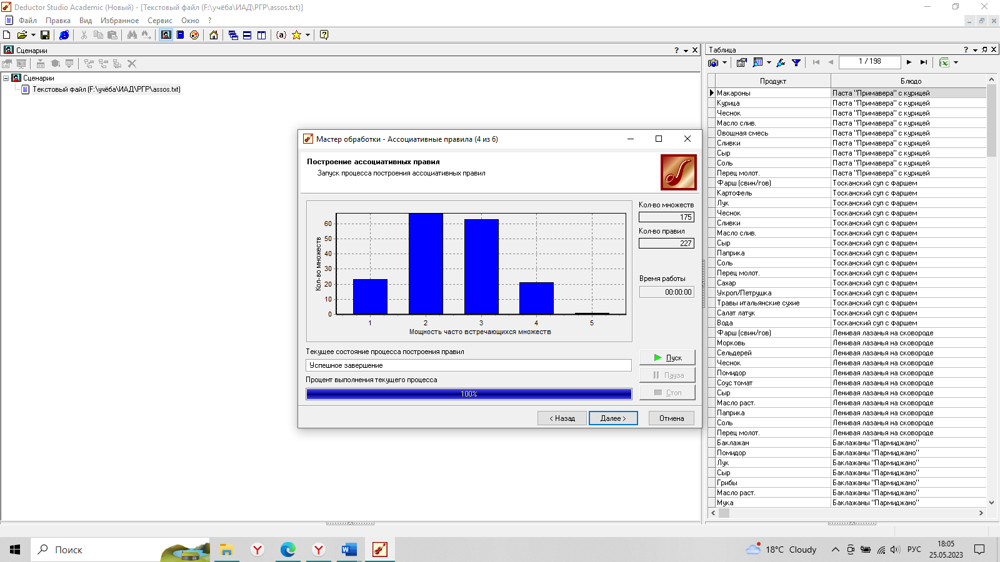 Deductor Studio Academic (Новый) - [Текстовый файл (F:\учёба\ИАД\РГР\assos.txt)]
Файл Правка Вид Избранное Сервис Окно ?
Сценарии
Сценарии
Текстовый файл (F:\учёба\ИАД\РГР\assos.txt)
Мастер обработки - Ассоциативные правила (4 из 6)
Построение ассоциативных правил
Запуск процесса построения ассоциативных правил
Кол-во множеств
60
50
40
30
20
10
0
1 2 3 4 5
Мощность часто встречающихся множеств
Кол-во множеств
175
Кол-во правил
227
Время работы
00:00:00
Текущее состояние процесса построения правил
Успешное завершение
Процент выполнения текущего процесса
100%
Пуск
Пауза
Стоп
< Назад Далее > Отмена
Таблица
1 / 198
Продукт Блюдо
Макароны Паста "Примавера" с курицей
Курица Паста "Примавера" с курицей
Чеснок Паста "Примавера" с курицей
Масло слив. Паста "Примавера" с курицей
Овощная смесь Паста "Примавера" с курицей
Сливки Паста "Примавера" с курицей
Сыр Паста "Примавера" с курицей
Соль Паста "Примавера" с курицей
Перец молот. Паста "Примавера" с курицей
Фарш (свин/гов) Тосканский суп с фаршем
Картофель Тосканский суп с фаршем
Лук Тосканский суп с фаршем
Чеснок Тосканский суп с фаршем
Сливки Тосканский суп с фаршем
Масло слив. Тосканский суп с фаршем
Сыр Тосканский суп с фаршем
Паприка Тосканский суп с фаршем
Соль Тосканский суп с фаршем
Перец молот. Тосканский суп с фаршем
Сахар Тосканский суп с фаршем
Укроп/Петрушка Тосканский суп с фаршем
Травы итальянские сухие Тосканский суп с фаршем
Салат латук Тосканский суп с фаршем
Вода Тосканский суп с фаршем
Фарш (свин/гов) Ленивая лазанья на сковороде
Морковь Ленивая лазанья на сковороде
Сельдерей Ленивая лазанья на сковороде
Чеснок Ленивая лазанья на сковороде
Помидор Ленивая лазанья на сковороде
Соус томат Ленивая лазанья на сковороде
Сыр Ленивая лазанья на сковороде
Масло раст. Ленивая лазанья на сковороде
Паприка Ленивая лазанья на сковороде
Соль Ленивая лазанья на сковороде
Перец молот. Ленивая лазанья на сковороде
Баклажан Баклажаны "Пармиджано"
Помидор Баклажаны "Пармиджано"
Лук Баклажаны "Пармиджано"
Сыр Баклажаны "Пармиджано"
Грибы Баклажаны "Пармиджано"
Масло раст. Баклажаны "Пармиджано"
Мука Баклажаны "Пармиджано"
Поиск
18°C Cloudy
РУС
18:05
25.05.2023